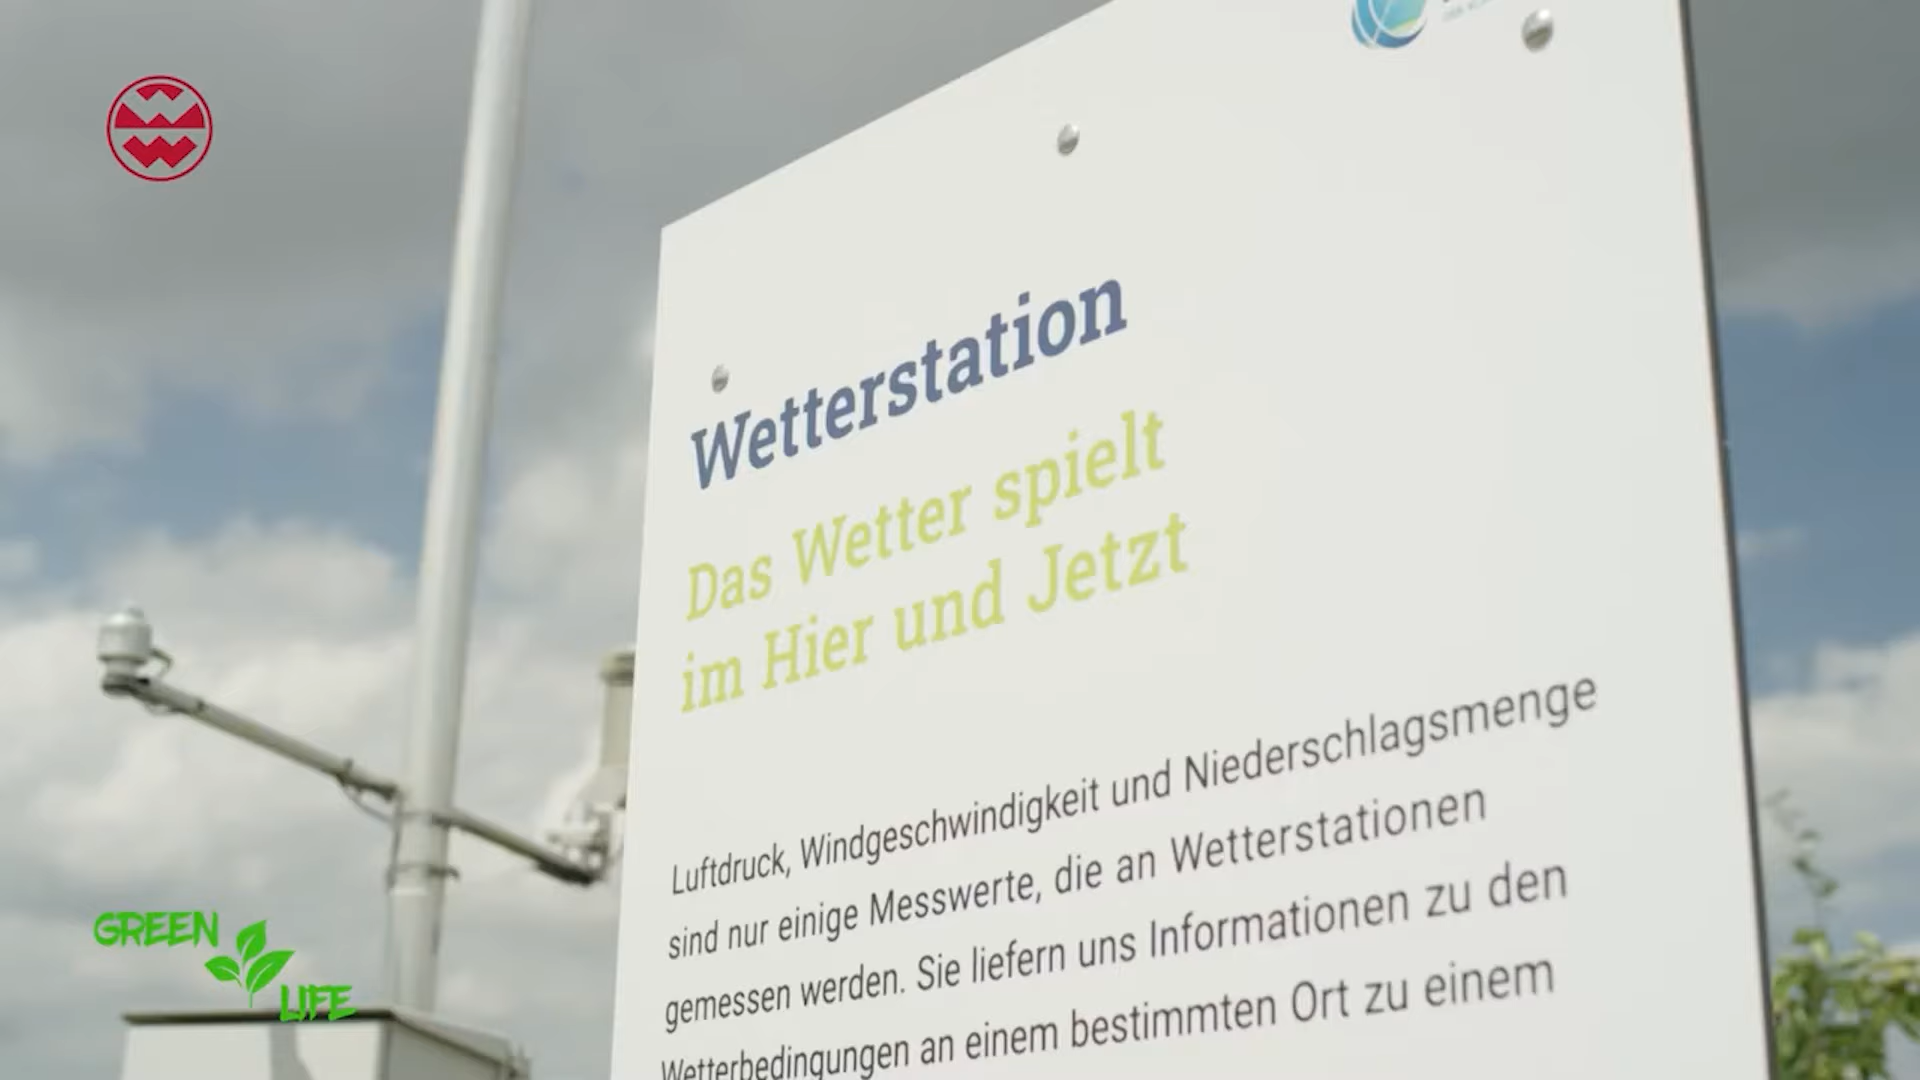 Wetterstation
Das Wetter spielt
im Hier und Jetzt
Luftdruck, Windgeschwindigkeit und Niederschlagsmenge
sind nur einige Messwerte, die an Wetterstationen
gemessen werden. Sie liefern uns Informationen zu den
Wetterbedingungen an einem bestimmten Ort zu einem
GREEN
LIFE